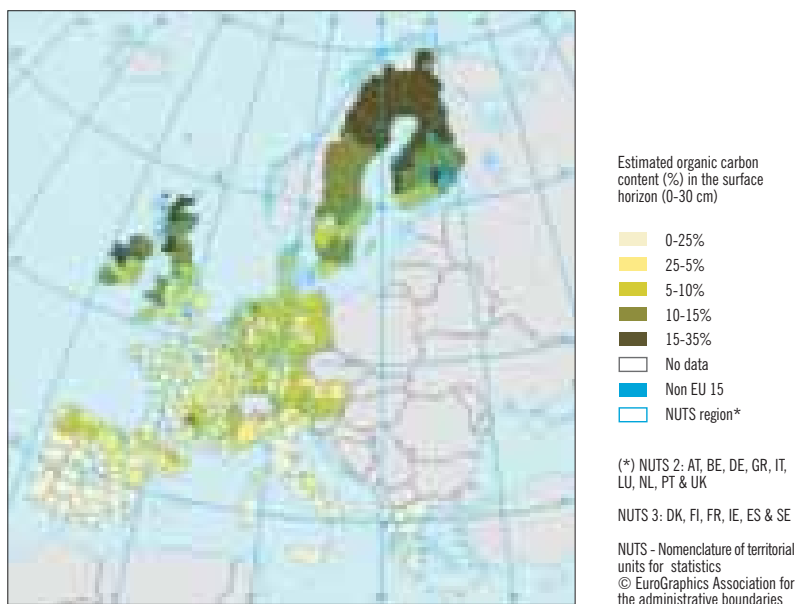 Estimated organic carbon
content (%) in the surface
horizon (0-30 cm)
0-25%
25-5%
5-10%
10-15%
15-35%
No data
Non EU 15
NUTS region*
(*) NUTS 2: AT, BE, DE, GR, IT,
LU, NL, PT & UK
NUTS 3: DK, FI, FR, IE, ES & SE
NUTS - Nomenclature of territorial
units for statistics
© EuroGraphics Association for
the administrative boundaries